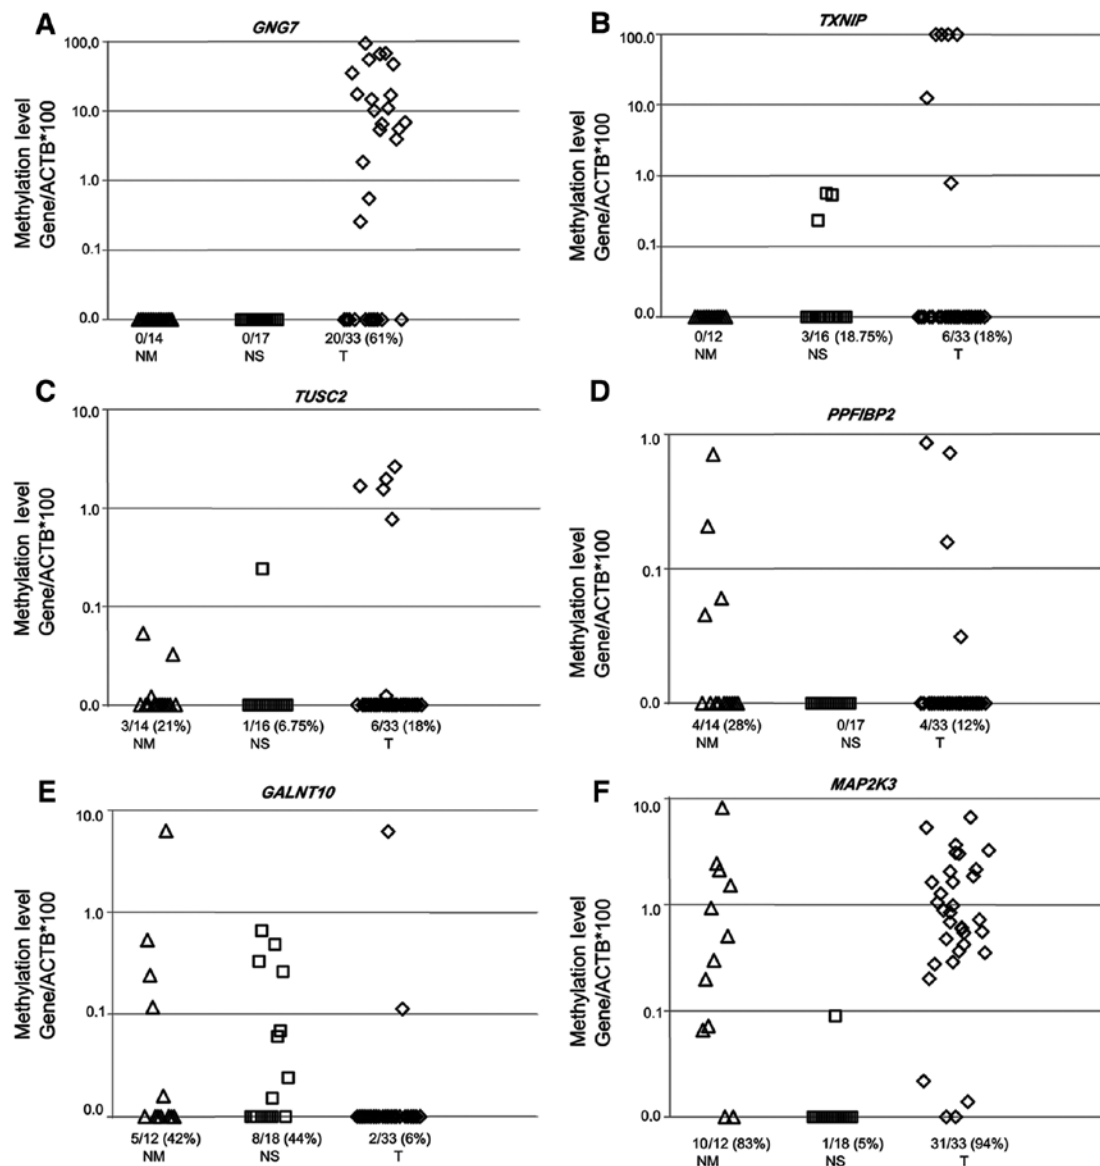 A
GNG7
Methylation level
Gene/ACTB*100
100.0
10.0
1.0
0.1
0.0
0/14
0/17
20/33 (61%)
NM
NS
T
B
TXNIP
Methylation level
Gene/ACTB*100
100.0
10.0
1.0
0.1
0.0
0/12
3/16 (18.75%)
6/33 (18%)
NM
NS
T
C
TUSC2
Methylation level
Gene/ACTB*100
10.0
1.0
0.1
0.0
3/14 (21%)
1/16 (6.75%)
6/33 (18%)
NM
NS
T
D
PPFIBP2
Methylation level
Gene/ACTB*100
1.0
0.1
0.0
4/14 (28%)
0/17
4/33 (12%)
NM
NS
T
E
GALNT10
Methylation level
Gene/ACTB*100
10.0
1.0
0.1
0.0
5/12 (42%)
8/18 (44%)
2/33 (6%)
NM
NS
T
F
MAP2K3
Methylation level
Gene/ACTB*100
10.0
1.0
0.1
0.0
10/12 (83%)
1/18 (5%)
31/33 (94%)
NM
NS
T